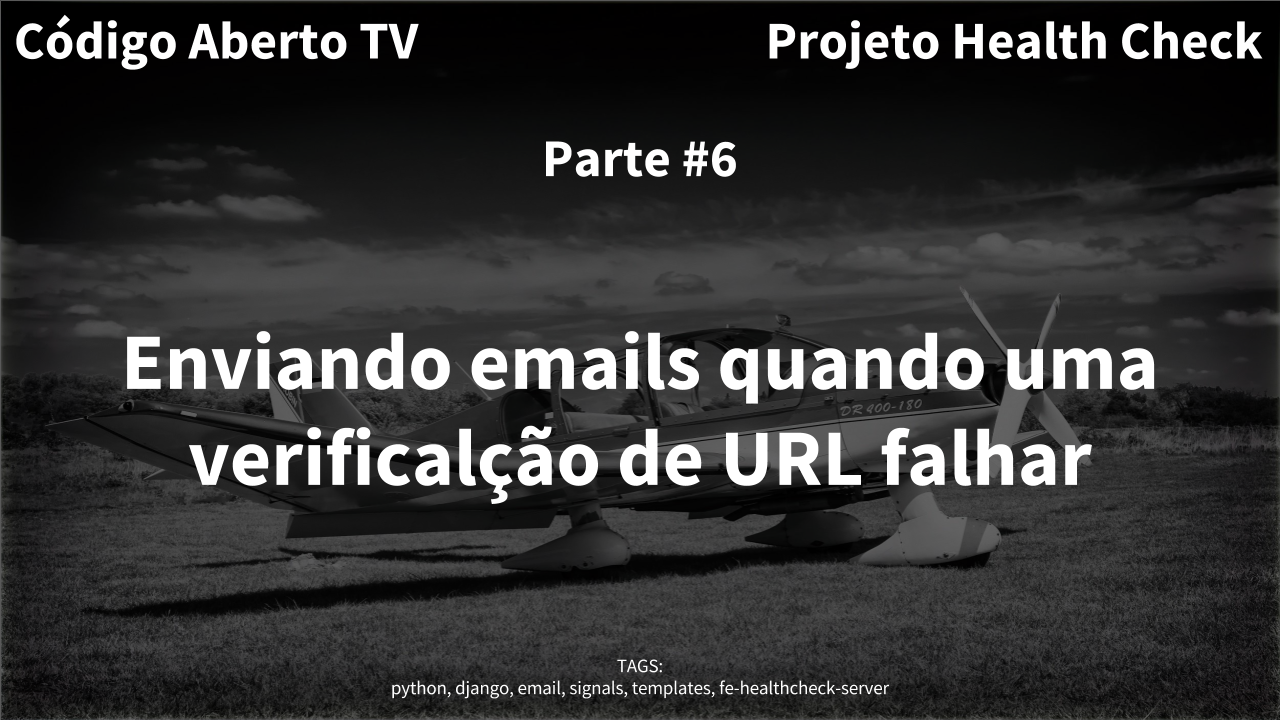 Código Aberto TV
Projeto Health Check
Parte #6
Enviando emails quando uma
verificalção de URL falhar
DR 400-180
TAGS:
python, django, email, signals, templates, fe-healthcheck-server